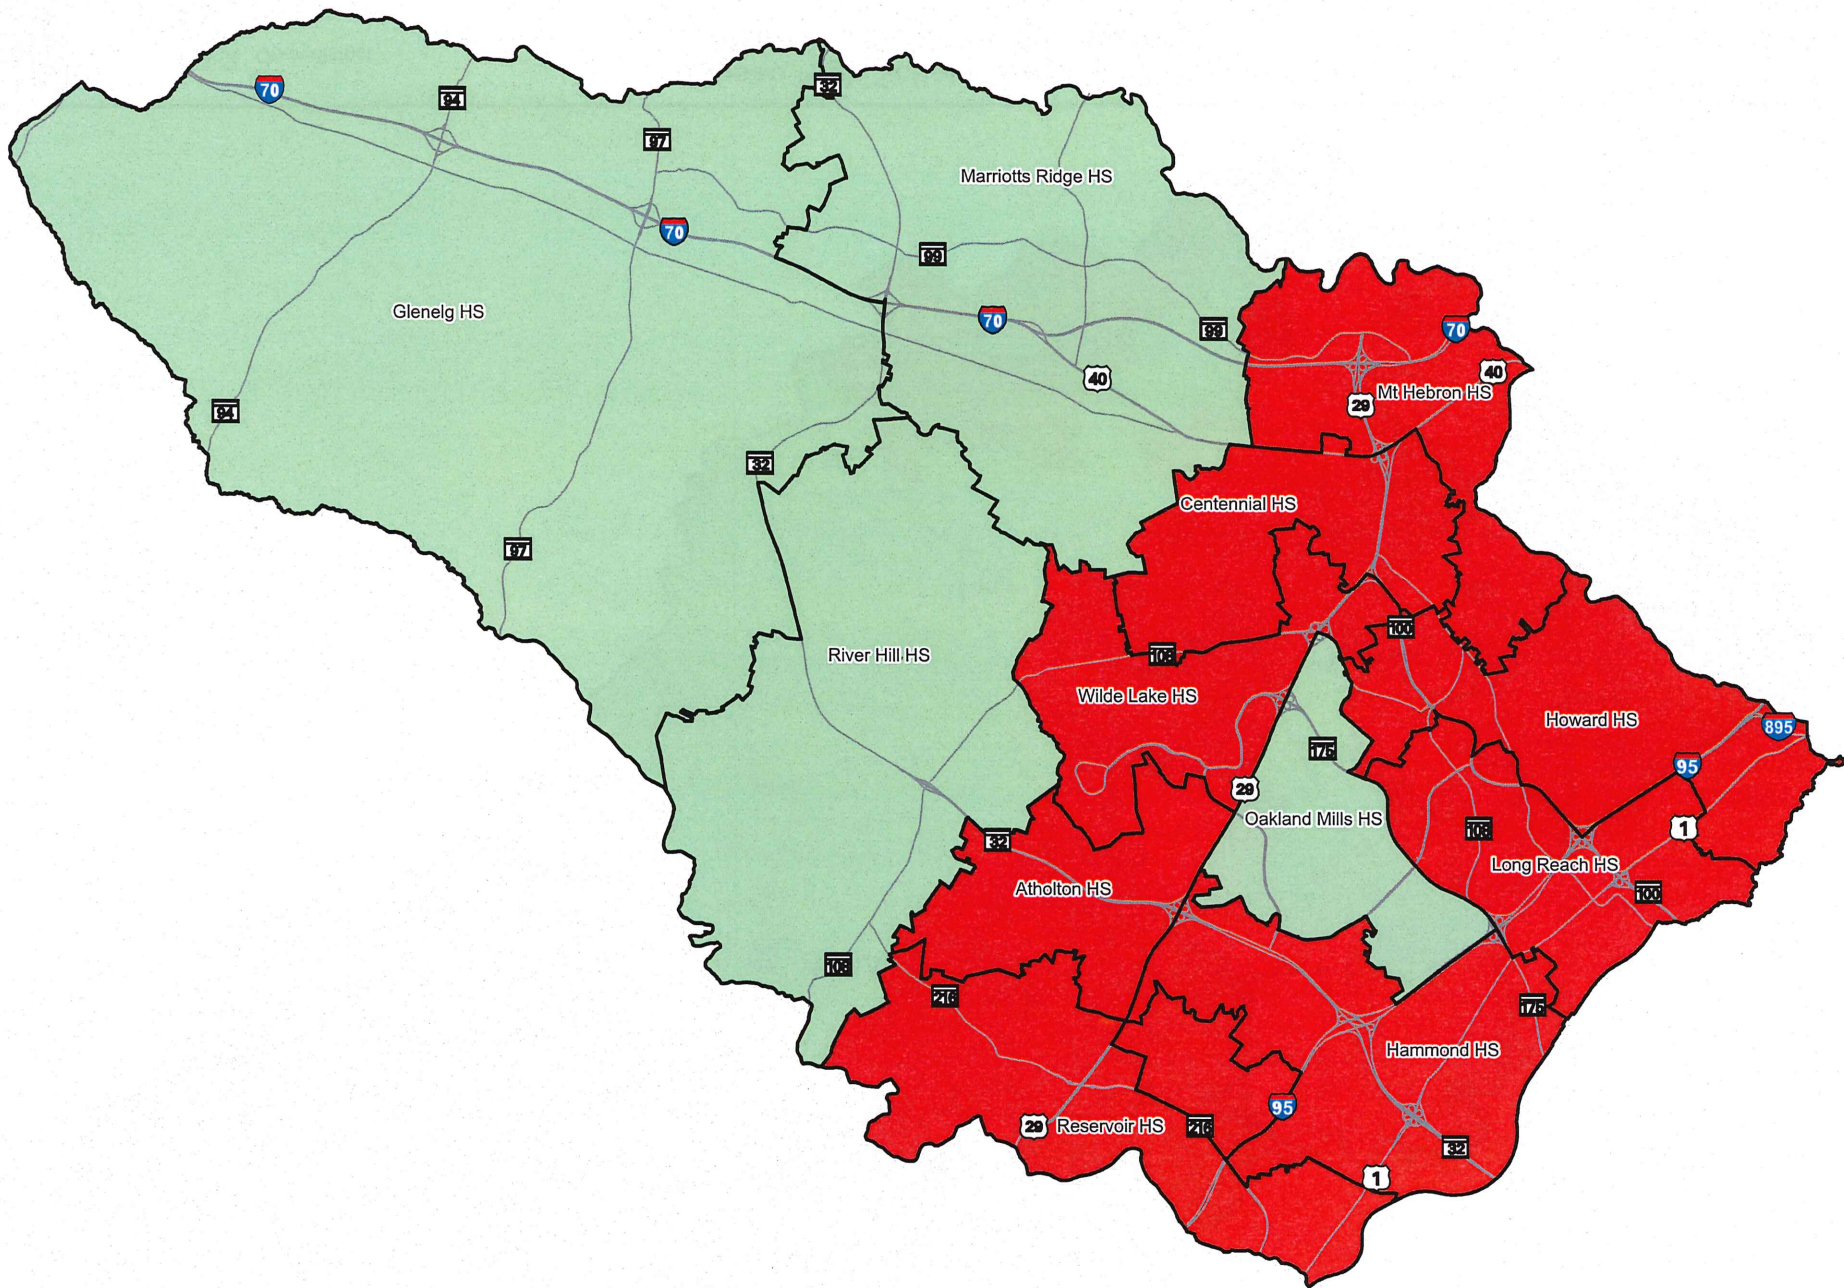 70
94
32
97
Marriotts Ridge HS
70
99
Glenelg HS
70
99
70
40
40
Mt Hebron HS
29
94
32
Centennial HS
97
100
River Hill HS
108
Wilde Lake HS
Howard HS
895
175
95
29
Oakland Mills HS
1
108
32
Long Reach HS
Atholton HS
100
108
216
175
Hammond HS
95
29
Reservoir HS
216
32
1